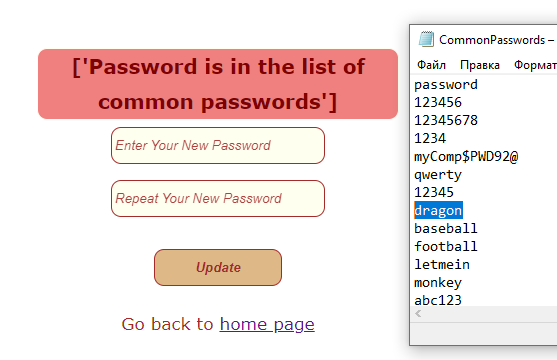 ['Password is in the list of
common passwords']
Enter Your New Password
Repeat Your New Password
Update
Go back to home page
CommonPasswords –
Файл Правка Формат
password
123456
12345678
1234
myComp$PWD92@
qwerty
12345
dragon
baseball
football
letmein
monkey
abc123